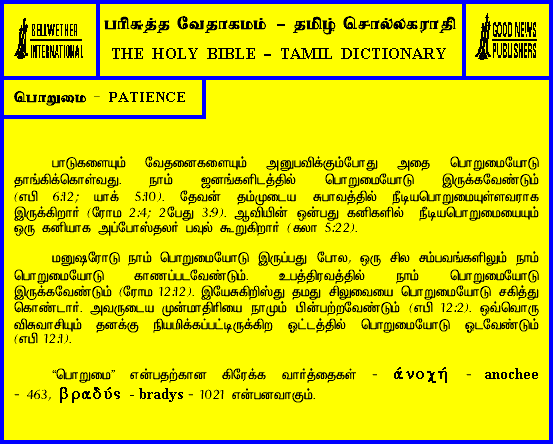 BELLWETHER
INTERNATIONAL
பரிசுத்த வேதாகமம் – தமிழ் சொல்லகராதி
THE HOLY BIBLE – TAMIL DICTIONARY
GOOD NEWS
PUBLISHERS
பொறுமை – PATIENCE
பாடுகளையும் வேதனைகளையும் அனுபவிக்கும்போது அதை பொறுமையோடு
தாங்கிக்கொள்வது. நாம் ஜனங்களிடத்தில் பொறுமையோடு இருக்கவேண்டும்
(எபி 6:12; யாக் 5:10). தேவன் தம்முடைய சுபாவத்தில் நீடியபொறுமையுள்ளவராக
இருக்கிறார் (ரோம 2:4; 2பேது 3:9). ஆவியின் ஒன்பது கனிகளில் நீடியபொறுமையையும்
ஒரு கனியாக அப்போஸ்தலர் பவுல் கூறுகிறார் (கலா 5:22).
மனுஷரோடு நாம் பொறுமையோடு இருப்பது போல, ஒரு சில சம்பவங்களிலும் நாம்
பொறுமையோடு காணப்படவேண்டும். உபத்திரவத்தில் நாம் பொறுமையோடு
இருக்கவேண்டும் (ரோம 12:12). இயேசுகிறிஸ்து தமது சிலுவையை பொறுமையோடு சகித்து
கொண்டார். அவருடைய முன்மாதிரியை நாமும் பின்பற்றவேண்டும் (எபி 12:2). ஒவ்வொரு
விசுவாசியும் தனக்கு நியமிக்கப்பட்டிருக்கிற ஓட்டத்தில் பொறுமையோடு ஓடவேண்டும்
(எபி 12:1).
"பொறுமை" என்பதற்கான கிரேக்க வார்த்தைகள் - άνοχή - anochee
- 463, βραδύς - bradys - 1021 என்பனவாகும்.